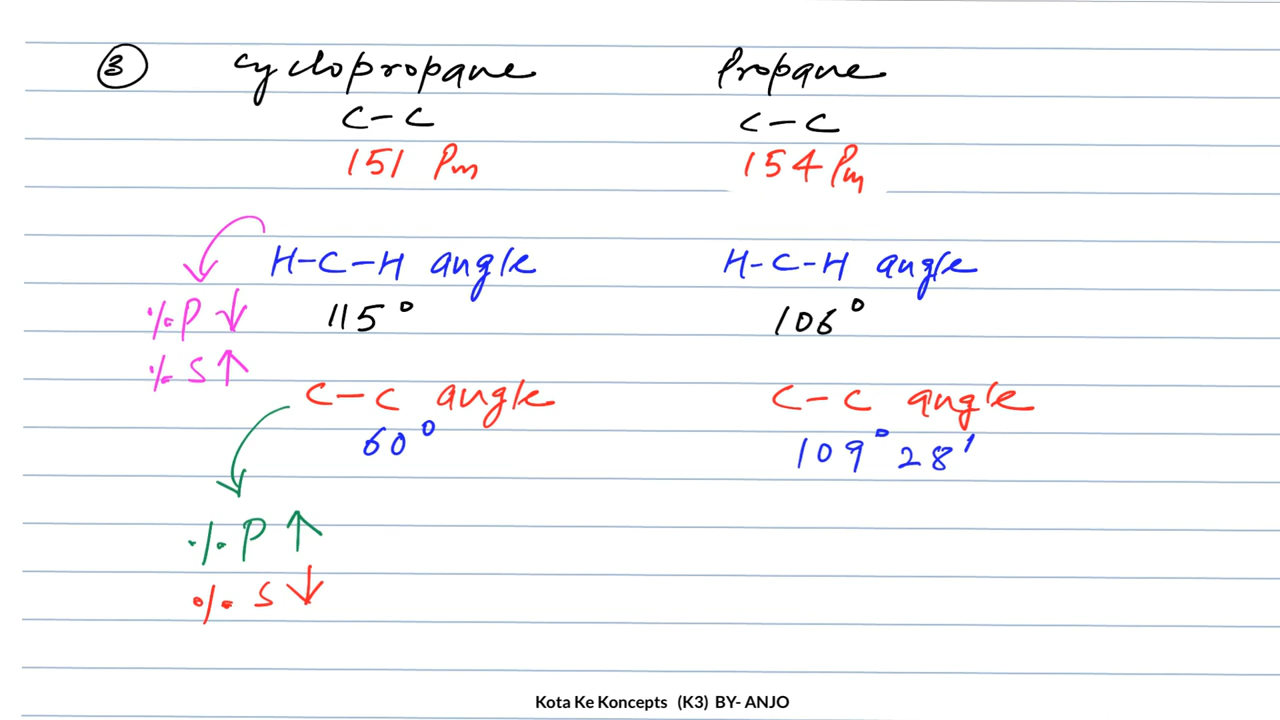 ③ cyclopropane Propane
C-C C-C
151 Pm 154 Pm
H-C-H angle H-C-H angle
%P ↓ 115° 106°
%S ↑
C-C angle C-C angle
60° 109° 28'
%P ↑
%S ↓
Kota Ke Koncepts (K3) BY- ANJO